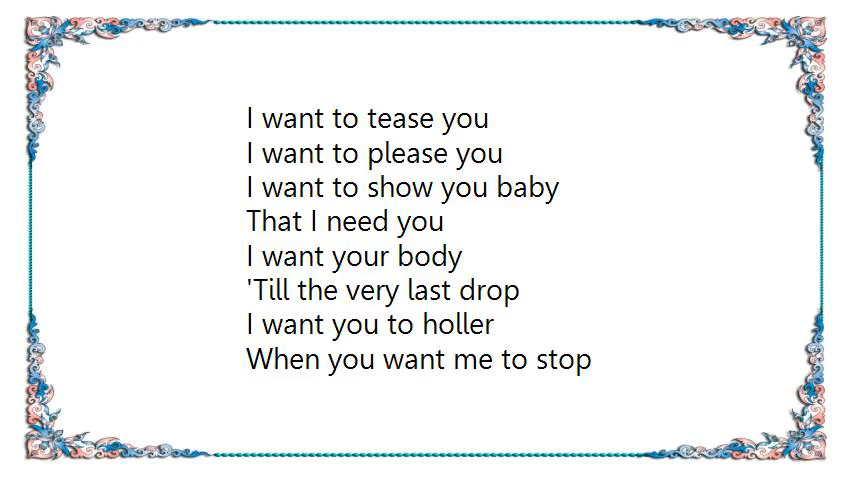 I want to tease you
I want to please you
I want to show you baby
That I need you
I want your body
'Till the very last drop
I want you to holler
When you want me to stop